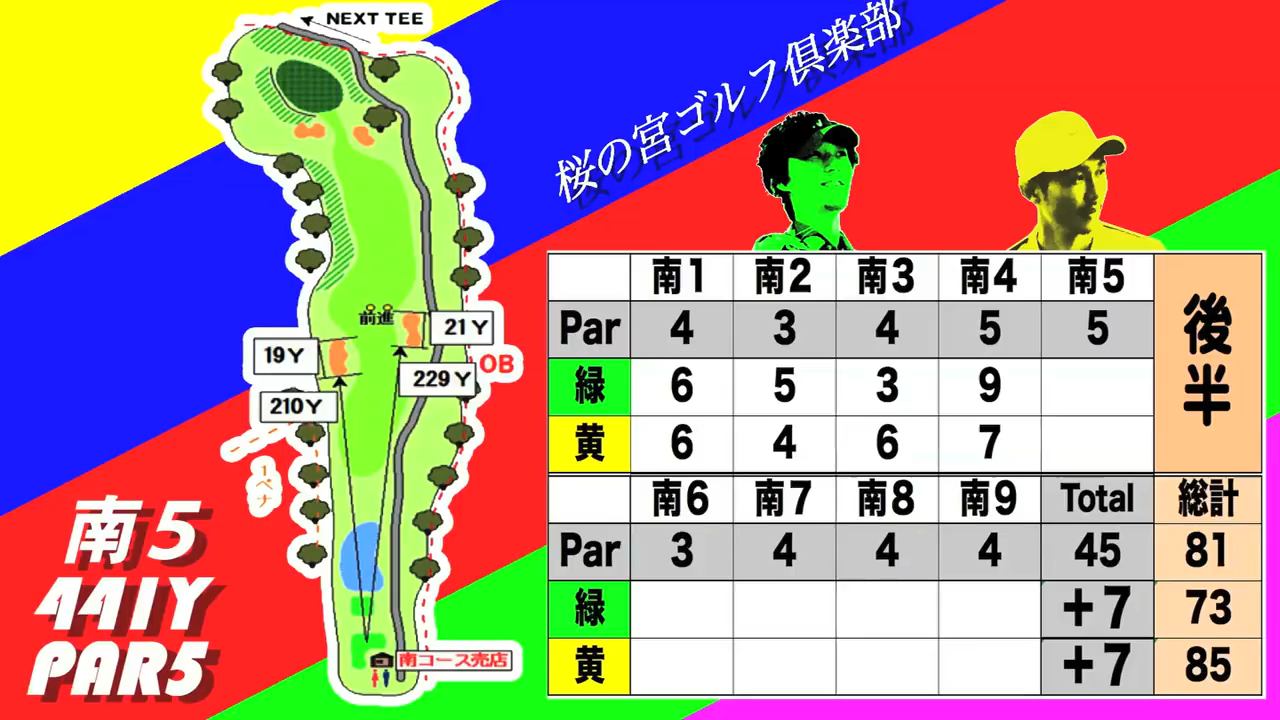 NEXT TEE
桜の宮ゴルフ倶楽部
前進
21Y
19Y
OB
229Y
210Y
1ペナ
南5
441Y
PAR5
南コース売店
南1 南2 南3 南4 南5 後半
Par 4 3 4 5 5
緑 6 5 3 9
黄 6 4 6 7
南6 南7 南8 南9 Total 総計
Par 3 4 4 4 45 81
緑 +7 73
黄 +7 85